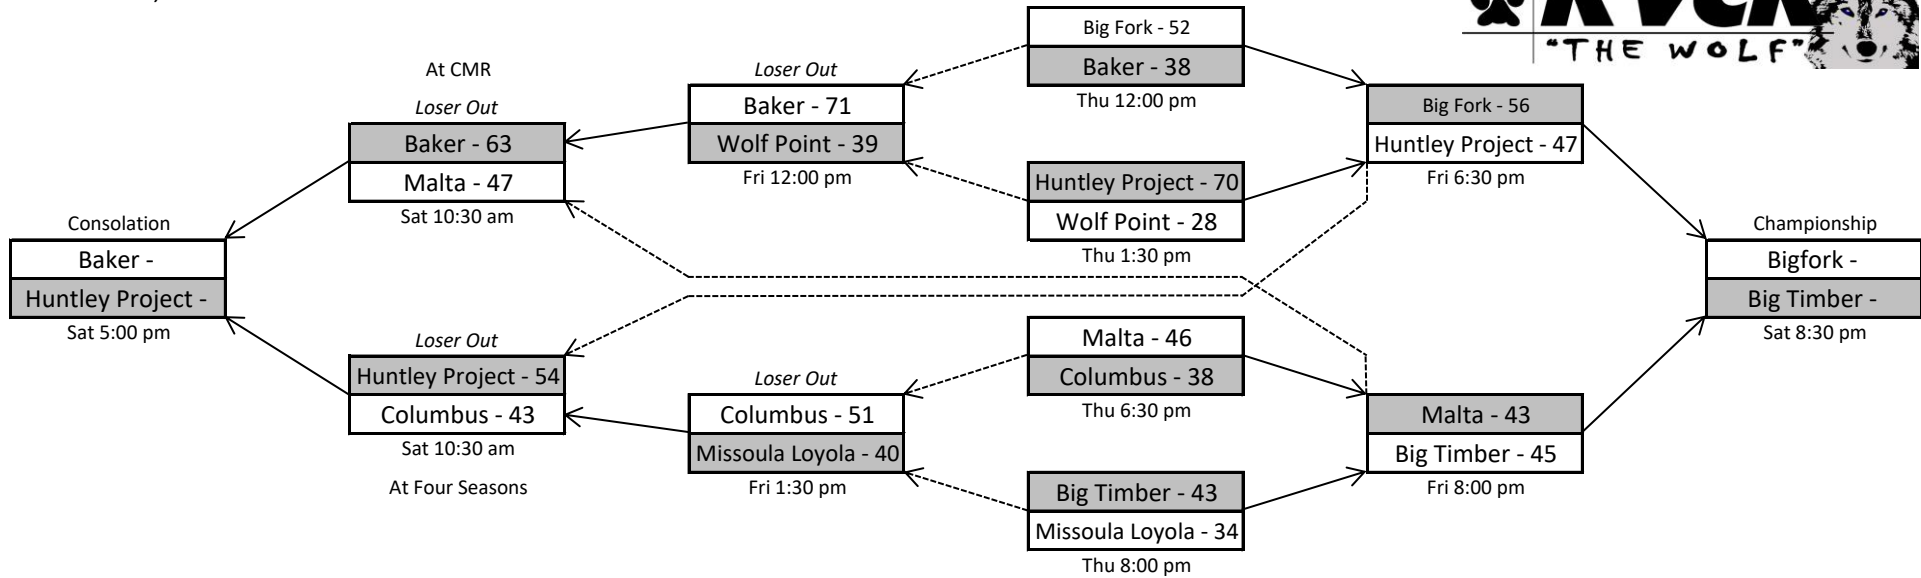 "THE WOLF"
Big Fork - 52
Baker - 38
Thu 12:00 pm
At CMR
Loser Out
Baker - 63
Malta - 47
Sat 10:30 am
Loser Out
Baker - 71
Wolf Point - 39
Fri 12:00 pm
Huntley Project - 70
Wolf Point - 28
Thu 1:30 pm
Big Fork - 56
Huntley Project - 47
Fri 6:30 pm
Consolation
Baker -
Huntley Project -
Sat 5:00 pm
Championship
Bigfork -
Big Timber -
Sat 8:30 pm
Loser Out
Huntley Project - 54
Columbus - 43
Sat 10:30 am
At Four Seasons
Loser Out
Columbus - 51
Missoula Loyola - 40
Fri 1:30 pm
Malta - 46
Columbus - 38
Thu 6:30 pm
Big Timber - 43
Missoula Loyola - 34
Thu 8:00 pm
Malta - 43
Big Timber - 45
Fri 8:00 pm